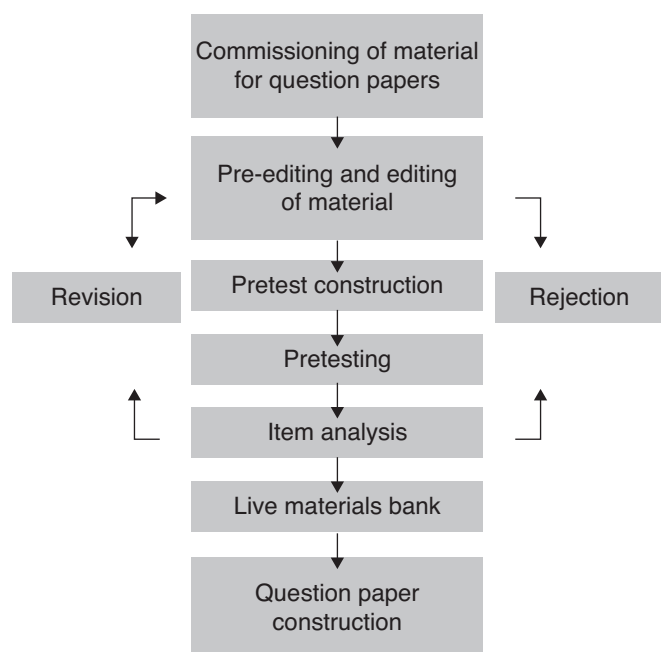 Commissioning of material
for question papers
Pre-editing and editing
of material
Revision
Pretest construction
Rejection
Pretesting
Item analysis
Live materials bank
Question paper
construction